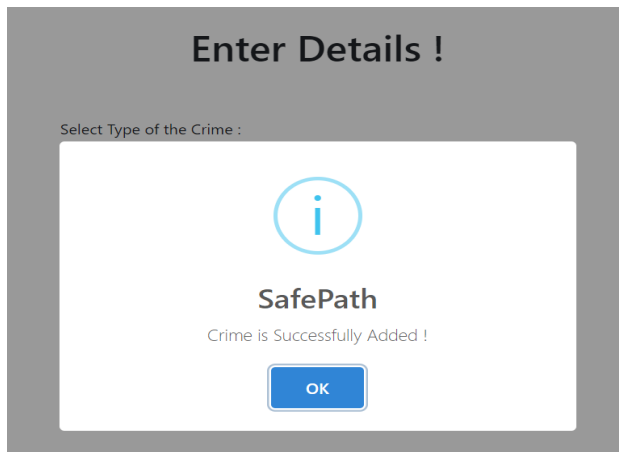 Enter Details !
Select Type of the Crime :
i
SafePath
Crime is Successfully Added !
OK